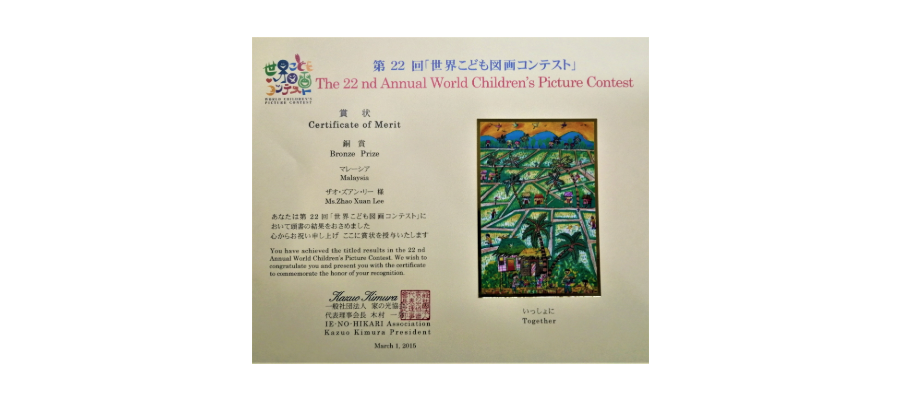 世界こども
図画
コンテスト
WORLD CHILDREN'S
PICTURE CONTEST
第 22 回「世界こども図画コンテスト」
The 22 nd Annual World Children's Picture Contest
賞 状
Certificate of Merit
銅 賞
Bronze Prize
マレーシア
Malaysia
ザオ・ズアン・リー 様
Ms.Zhao Xuan Lee
あなたは第 22 回「世界こども図画コンテスト」に
おいて頭書の結果をおさめました
心からお祝い申し上げ ここに賞状を授与いたします
You have achieved the titled results in the 22 nd
Annual World Children's Picture Contest. We wish to
congratulate you and present you with the certificate
to commemorate the honor of your recognition.
Kazuo Kimura
一般社団法人 家の光協
代表理事会長 木村 一
IE-NO-HIKARI Association
Kazuo Kimura President
March 1, 2015
いっしょに
Together